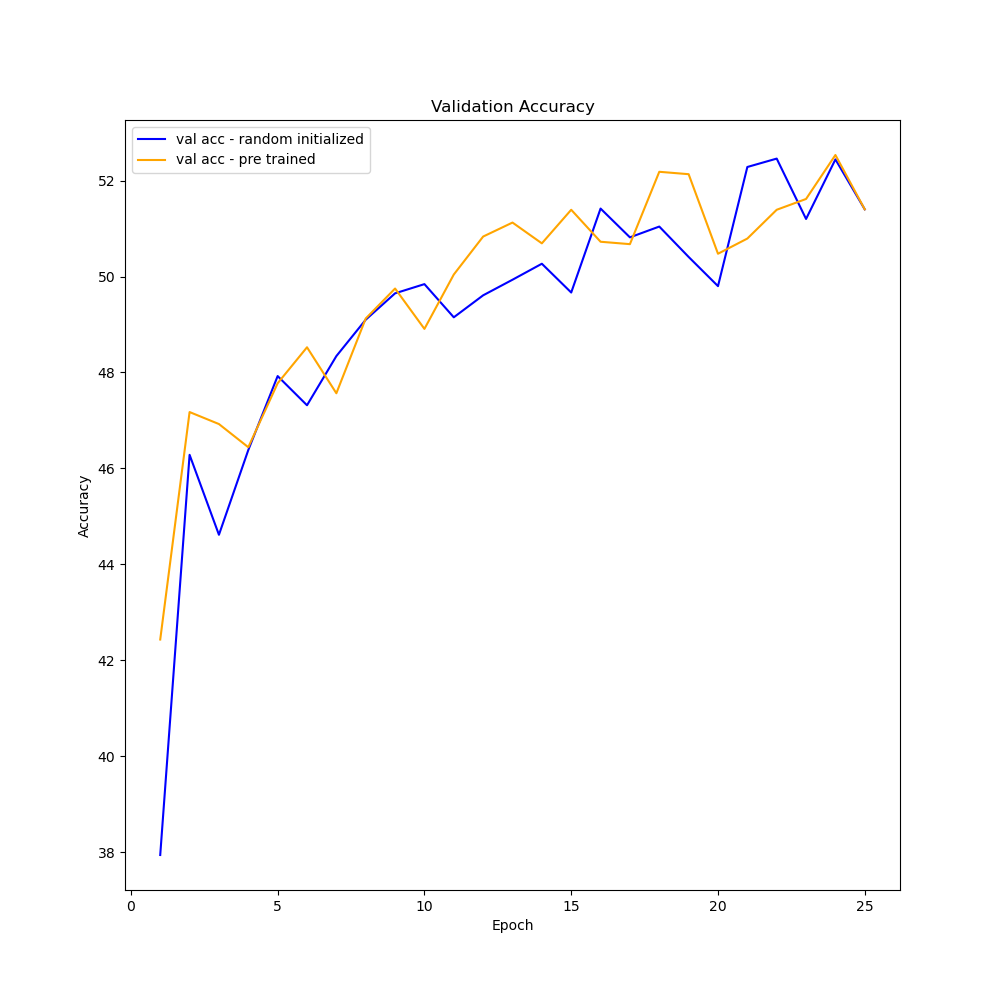 Validation Accuracy
val acc - random initialized
val acc - pre trained
52
50
48
46
44
42
40
38
Accuracy
0 5 10 15 20 25
Epoch